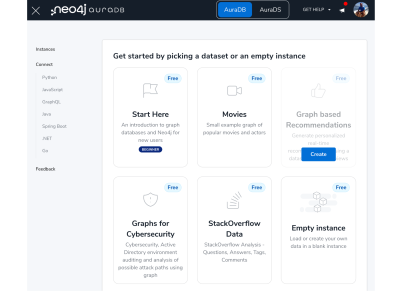 neo4j auraDB
AuraDB
AuraDS
GET HELP
Instances
Connect
Python
JavaScript
GraphQL
Java
Spring Boot
.NET
Go
Feedback
Get started by picking a dataset or an empty instance
Free
Start Here
An introduction to graph
databases and Neo4j for
new users
BEGINNER
Free
Movies
Small example graph of
popular movies and actors
Free
Graph based
Recommendations
Generate personalized
real-time
Create
Free
Graphs for
Cybersecurity
Cybersecurity, Active
Directory environment
auditing and analysis of
possible attack paths using
graph
Free
StackOverflow
Data
StackOverflow Analysis -
Questions, Answers, Tags,
Comments
Free
Empty instance
Load or create your own
data in a blank instance